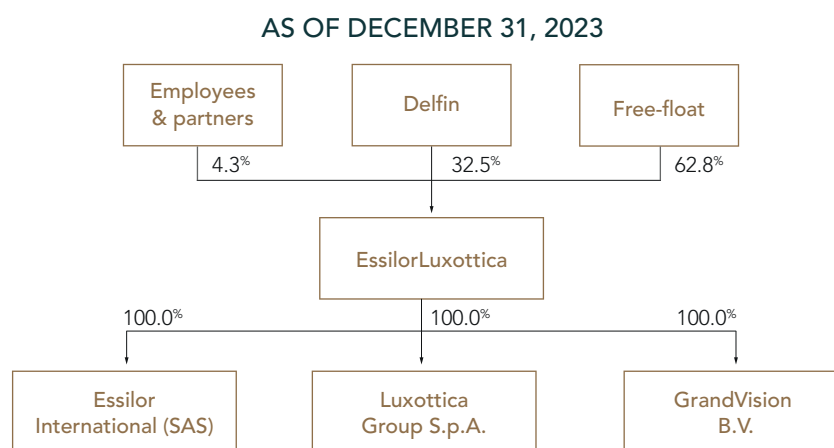 AS OF DECEMBER 31, 2023
Employees
& partners
Delfin
Free-float
4.3%
32.5%
62.8%
EssilorLuxottica
100.0%
100.0%
100.0%
Essilor
International (SAS)
Luxottica
Group S.p.A.
GrandVision
B.V.